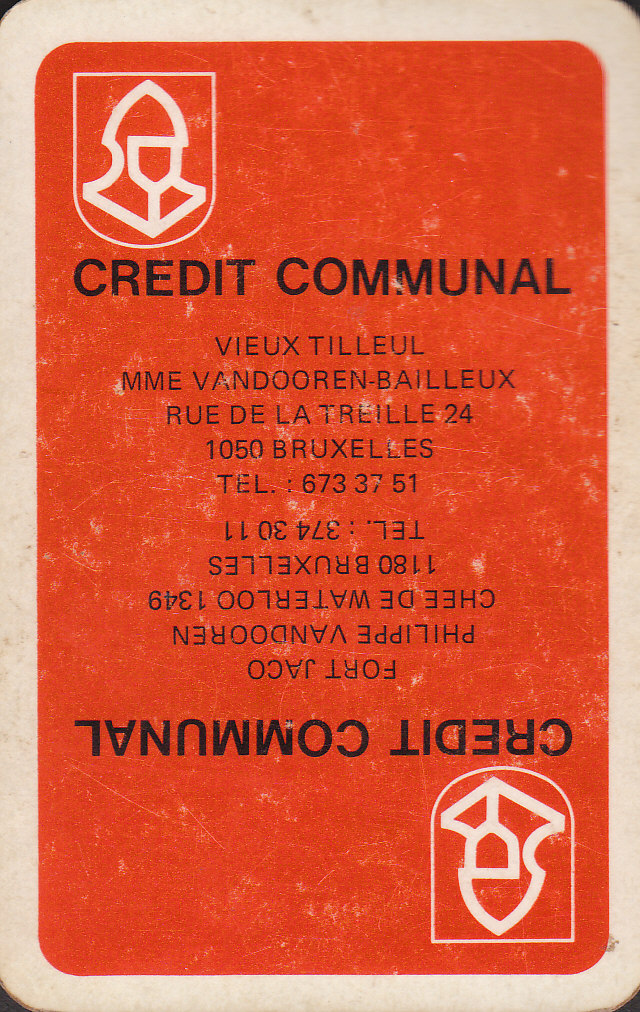 CREDIT COMMUNAL
VIEUX TILLEUL
MME VANDOOREN-BAILLEUX
RUE DE LA TREILLE 24
1050 BRUXELLES
TEL. : 673 37 51
CREDIT COMMUNAL
FORT JACO
PHILIPPE VANDOOREN
CHEE DE WATERLOO 1349
1180 BRUXELLES
TEL. : 374 30 11